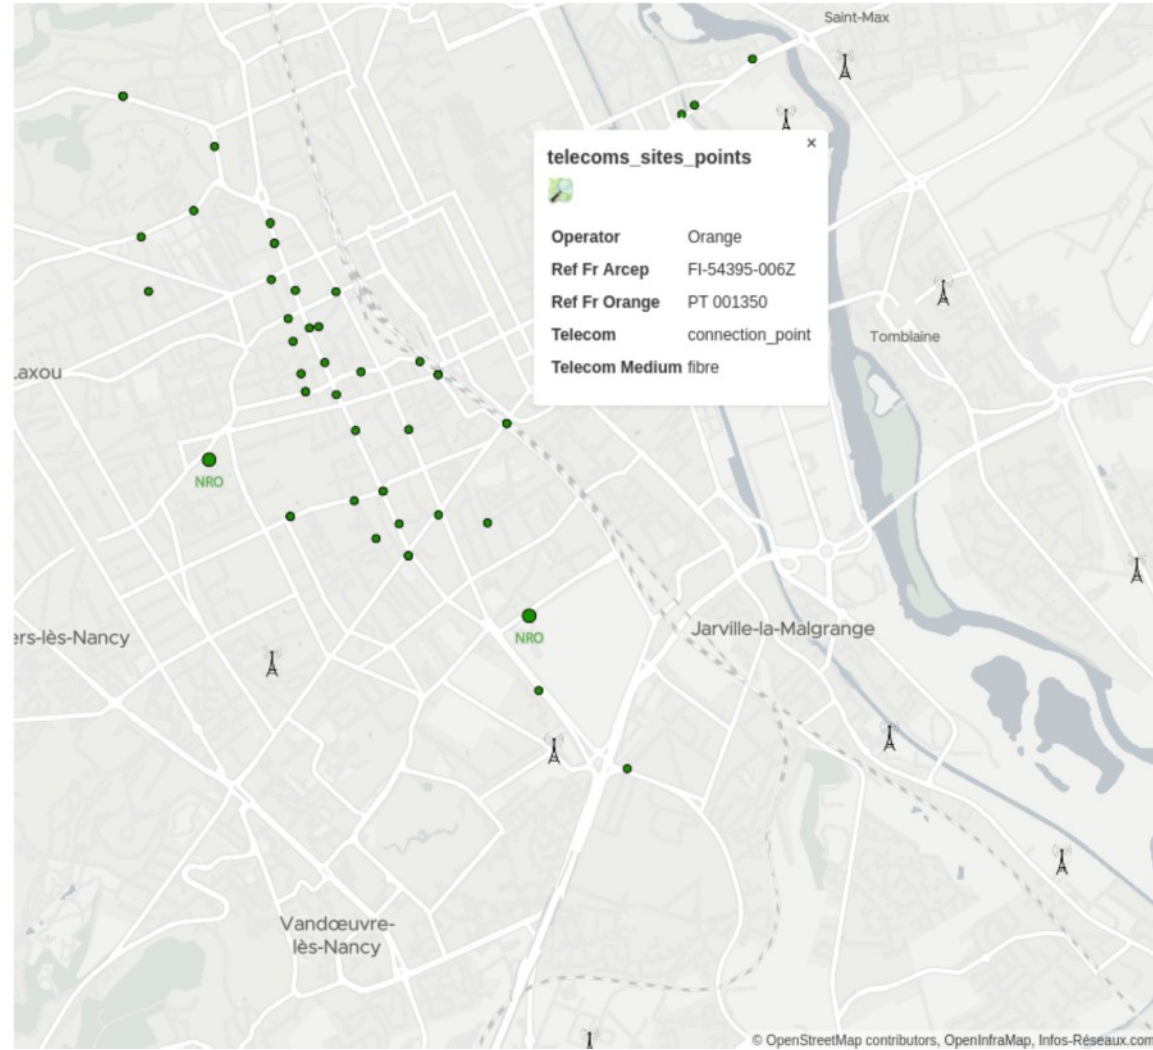 Saint-Max
telecoms_sites_points
×
Operator Orange
Ref Fr Arcep FI-54395-006Z
Ref Fr Orange PT 001350
Telecom connection_point
Telecom Medium fibre
Tomblaine
axou
NRO
NRO
ers-lès-Nancy
Jarville-la-Malgrange
Vandœuvre-
lès-Nancy
© OpenStreetMap contributors, OpenInfraMap, Infos-Réseaux.com